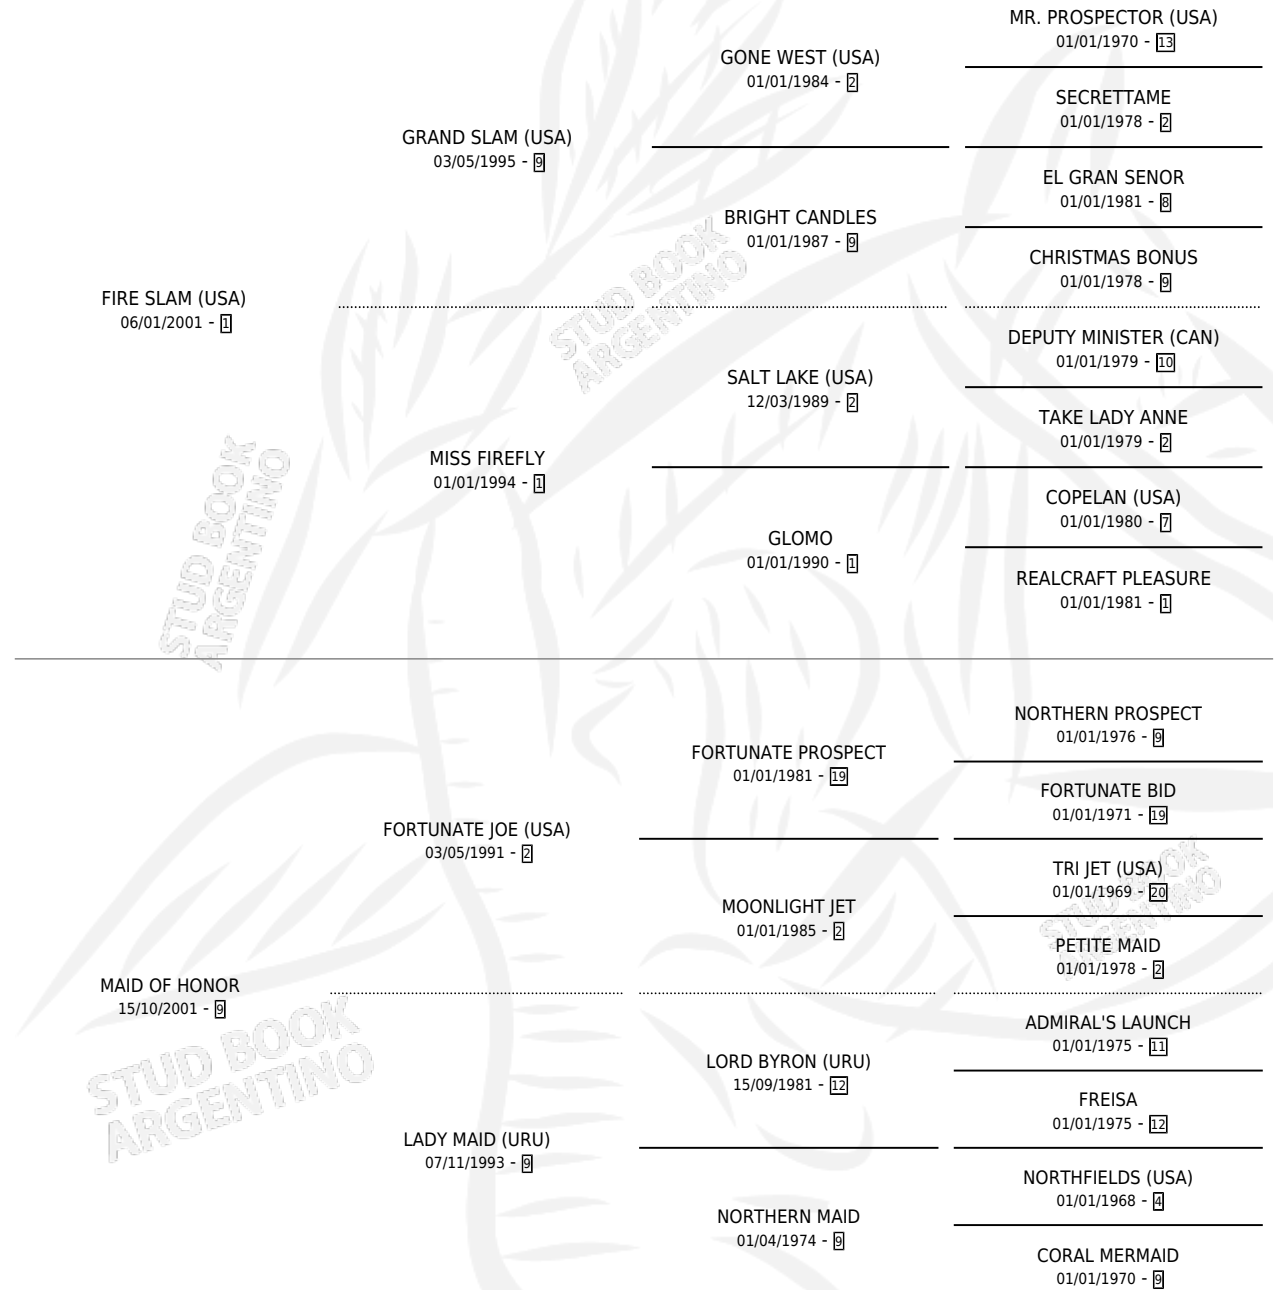 MR. PROSPECTOR (USA)
01/01/1970 - 13
GONE WEST (USA)
01/01/1984 - 2
SECRETTAME
01/01/1978 - 2
GRAND SLAM (USA)
03/05/1995 - 9
EL GRAN SENOR
01/01/1981 - 8
BRIGHT CANDLES
01/01/1987 - 9
CHRISTMAS BONUS
01/01/1978 - 9
FIRE SLAM (USA)
06/01/2001 - 1
STUD BOOK
ARGENTINO
DEPUTY MINISTER (CAN)
01/01/1979 - 10
SALT LAKE (USA)
12/03/1989 - 2
TAKE LADY ANNE
01/01/1979 - 2
MISS FIREFLY
01/01/1994 - 1
COPELAN (USA)
01/01/1980 - 7
GLOMO
01/01/1990 - 1
REALCRAFT PLEASURE
01/01/1981 - 1
STUD BOOK
ARGENTINO
NORTHERN PROSPECT
01/01/1976 - 9
FORTUNATE PROSPECT
01/01/1981 - 19
FORTUNATE BID
01/01/1971 - 19
FORTUNATE JOE (USA)
03/05/1991 - 2
TRI JET (USA)
01/01/1969 - 20
MOONLIGHT JET
01/01/1985 - 2
STUD BOOK
ARGENTINO
PETITE MAID
01/01/1978 - 2
MAID OF HONOR
15/10/2001 - 9
STUD BOOK
ARGENTINO
ADMIRAL'S LAUNCH
01/01/1975 - 11
LORD BYRON (URU)
15/09/1981 - 12
FREISA
01/01/1975 - 12
LADY MAID (URU)
07/11/1993 - 9
NORTHFIELDS (USA)
01/01/1968 - 4
NORTHERN MAID
01/04/1974 - 9
CORAL MERMAID
01/01/1970 - 9